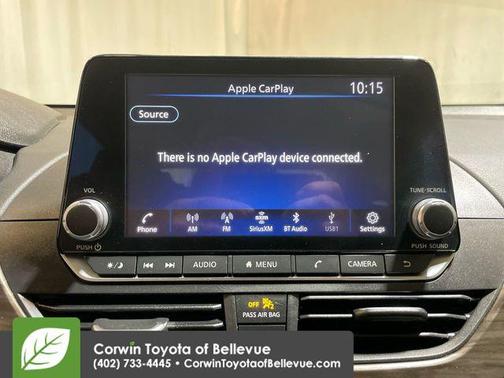 Apple CarPlay 10:15
Source
There is no Apple CarPlay device connected.
VOL
TUNE·SCROLL
Phone AM FM SiriusXM BT Audio USB1 Settings
sxm
PUSH PUSH SOUND
AUDIO MENU CAMERA
OFF 2
PASS AIR BAG
Corwin Toyota of Bellevue
(402) 733-4445 • CorwinToyotaofBellevue.com